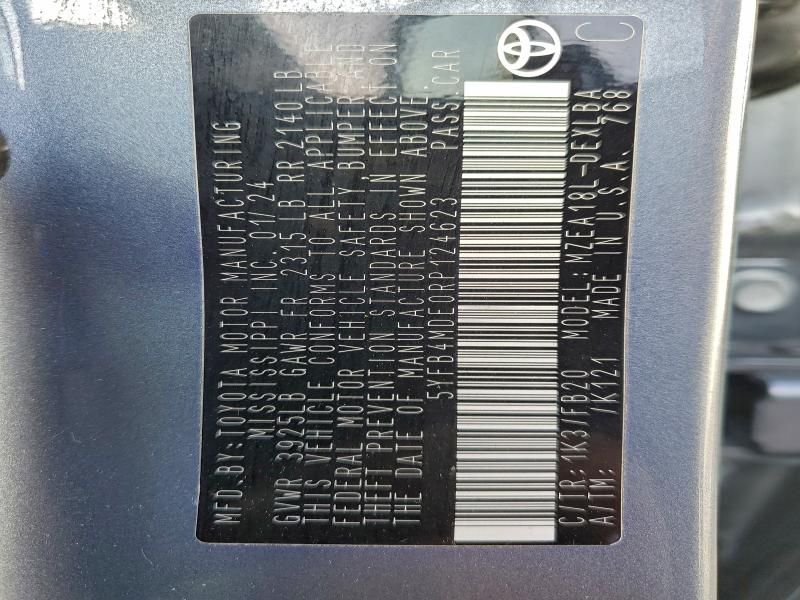 MFD. BY: TOYOTA MOTOR MANUFACTURING
MISSISSIPPI INC. 01/24
GVWR 3925LB GAWR FR 2315 LB RR 2140LB
THIS VEHICLE CONFORMS TO ALL APPLICABLE
FEDERAL MOTOR VEHICLE SAFETY BUMPER AND
THEFT PREVENTION STANDARDS IN EFFECT ON
THE DATE OF MANUFACTURE SHOWN ABOVE
5YFB4MDE0RP124623 PASS. CAR
C/TR: 1K3/FB20 MODEL: MZEA18L-DEXLBA
A/TM: /K121 MADE IN U.S.A. 768
C